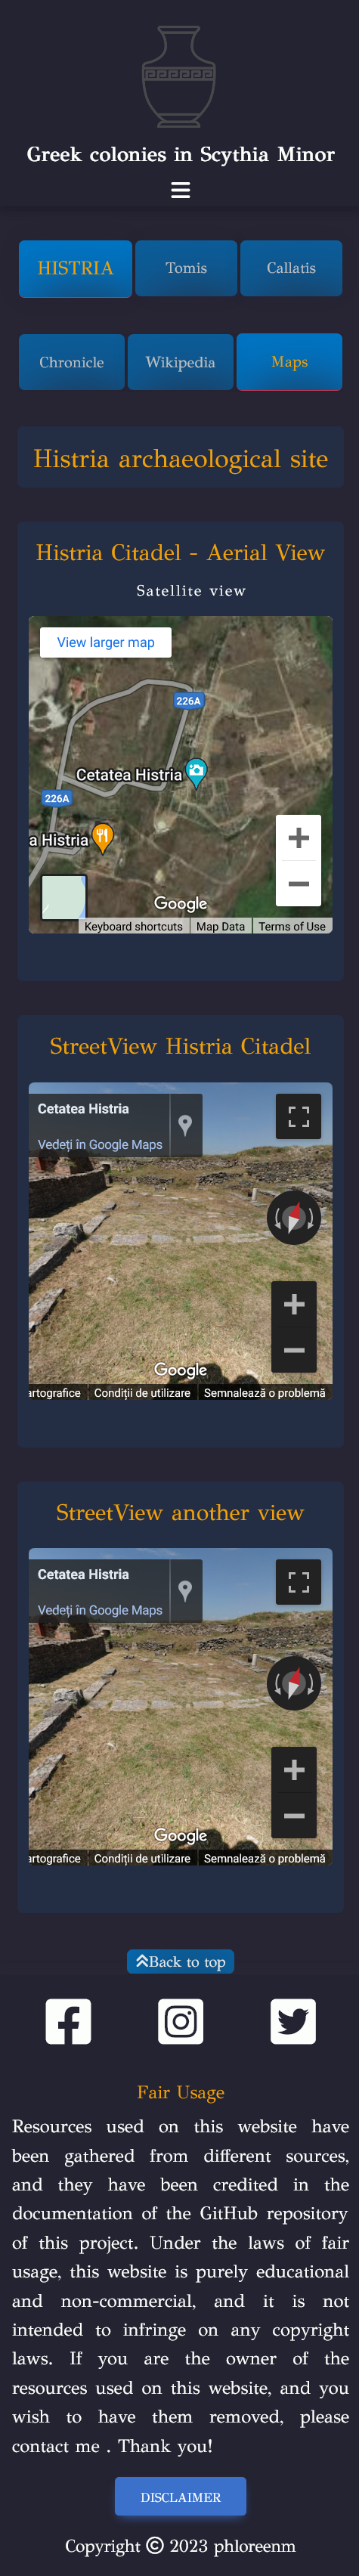 Greek colonies in Scythia Minor
HISTRIA
Tomis
Callatis
Chronicle
Wikipedia
Maps
Histria archaeological site
Histria Citadel - Aerial View
Satellite view
View larger map
226A
Cetatea Histria
226A
a Histria
Google
Keyboard shortcuts
Map Data
Terms of Use
StreetView Histria Citadel
Cetatea Histria
Vedeți în Google Maps
Google
artografice
Condiții de utilizare
Semnalează o problemă
StreetView another view
Cetatea Histria
Vedeți în Google Maps
Google
artografice
Condiții de utilizare
Semnalează o problemă
Back to top
Fair Usage
Resources used on this website have
been gathered from different sources,
and they have been credited in the
documentation of the GitHub repository
of this project. Under the laws of fair
usage, this website is purely educational
and non-commercial, and it is not
intended to infringe on any copyright
laws. If you are the owner of the
resources used on this website, and you
wish to have them removed, please
contact me . Thank you!
DISCLAIMER
Copyright © 2023 phloreenm